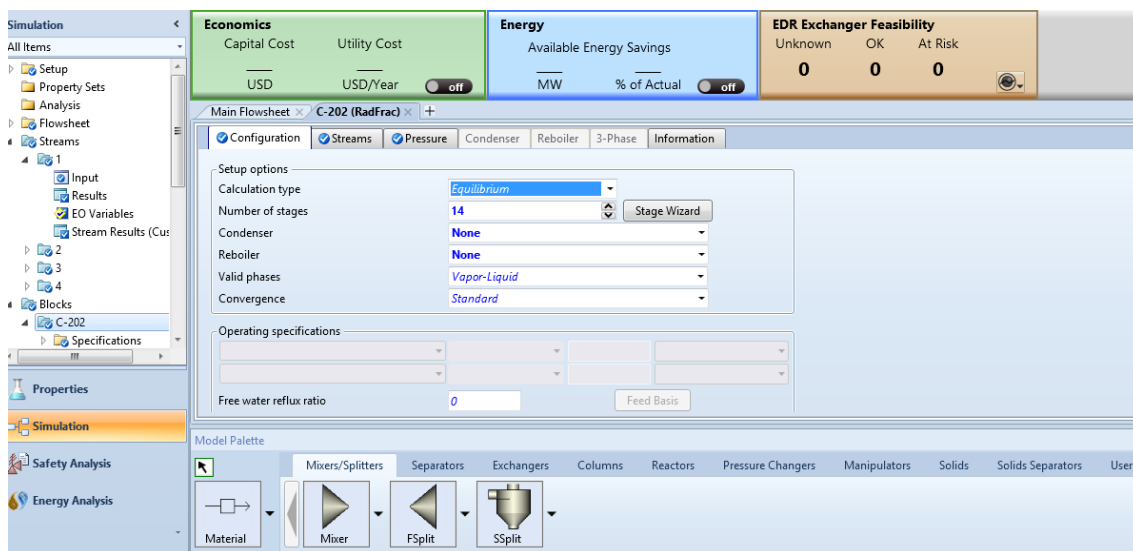 Simulation <
All Items
Setup
Property Sets
Analysis
Flowsheet
Streams
1
Input
Results
EO Variables
Stream Results (Cus
2
3
4
Blocks
C-202
Specifications
Properties
Simulation
Safety Analysis
Energy Analysis
Economics
Capital Cost Utility Cost
USD USD/Year off
Energy
Available Energy Savings
MW % of Actual off
EDR Exchanger Feasibility
Unknown OK At Risk
0 0 0
Main Flowsheet × C-202 (RadFrac) × +
Configuration Streams Pressure Condenser Reboiler 3-Phase Information
Setup options
Calculation type Equilibrium
Number of stages 14 Stage Wizard
Condenser None
Reboiler None
Valid phases Vapor-Liquid
Convergence Standard
Operating specifications
Free water reflux ratio 0 Feed Basis
Model Palette
Mixers/Splitters Separators Exchangers Columns Reactors Pressure Changers Manipulators Solids Solids Separators User
Material Mixer FSplit SSplit